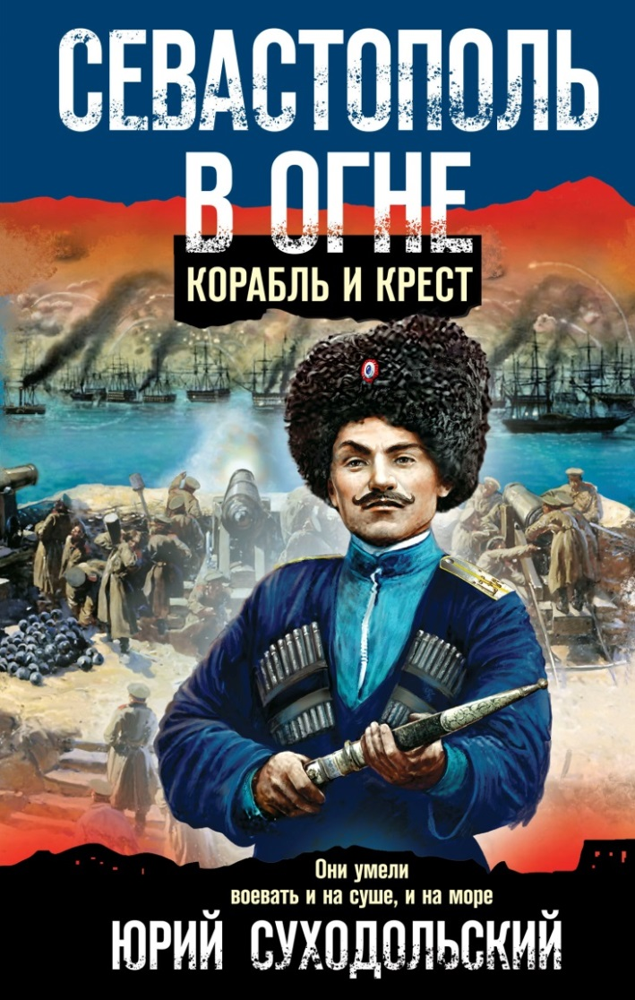 СЕВАСТОПОЛЬ
В ОГНЕ
КОРАБЛЬ И КРЕСТ
Они умели
воевать и на суше, и на море
ЮРИЙ СУХОДОЛЬСКИЙ